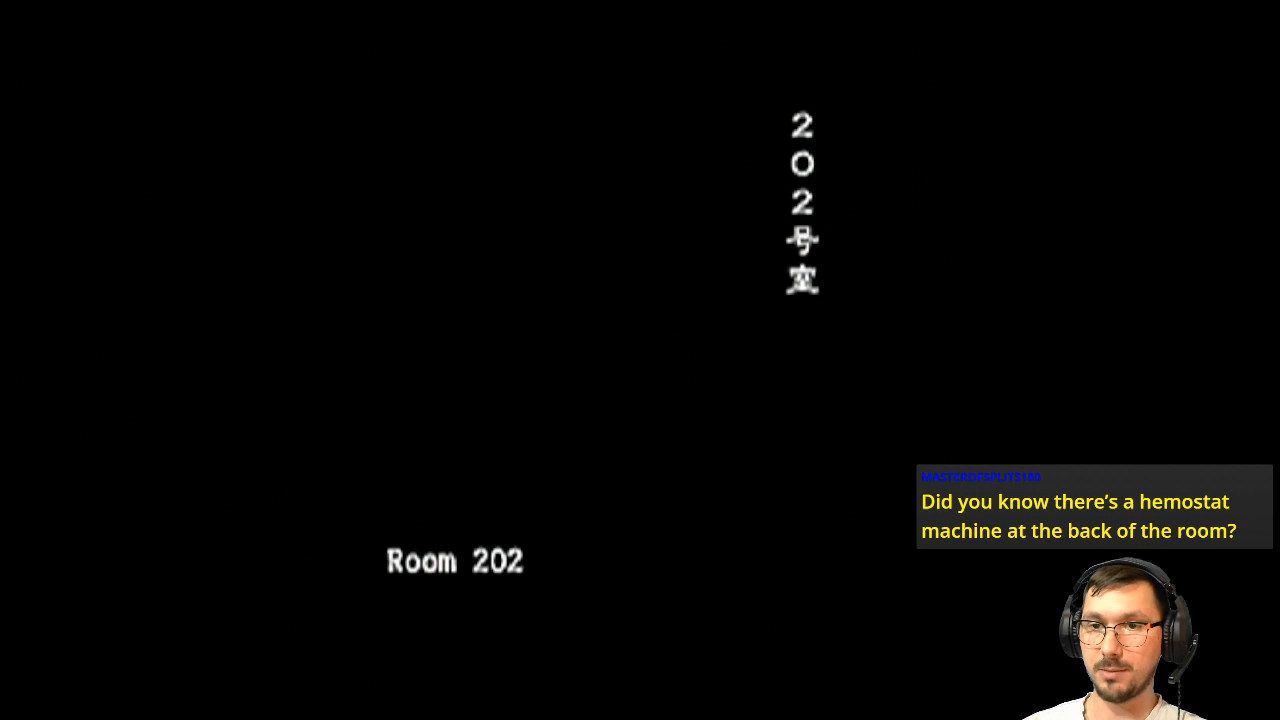 202号室
Room 202
MASTEROFSPLITS100
Did you know there's a hemostat
machine at the back of the room?